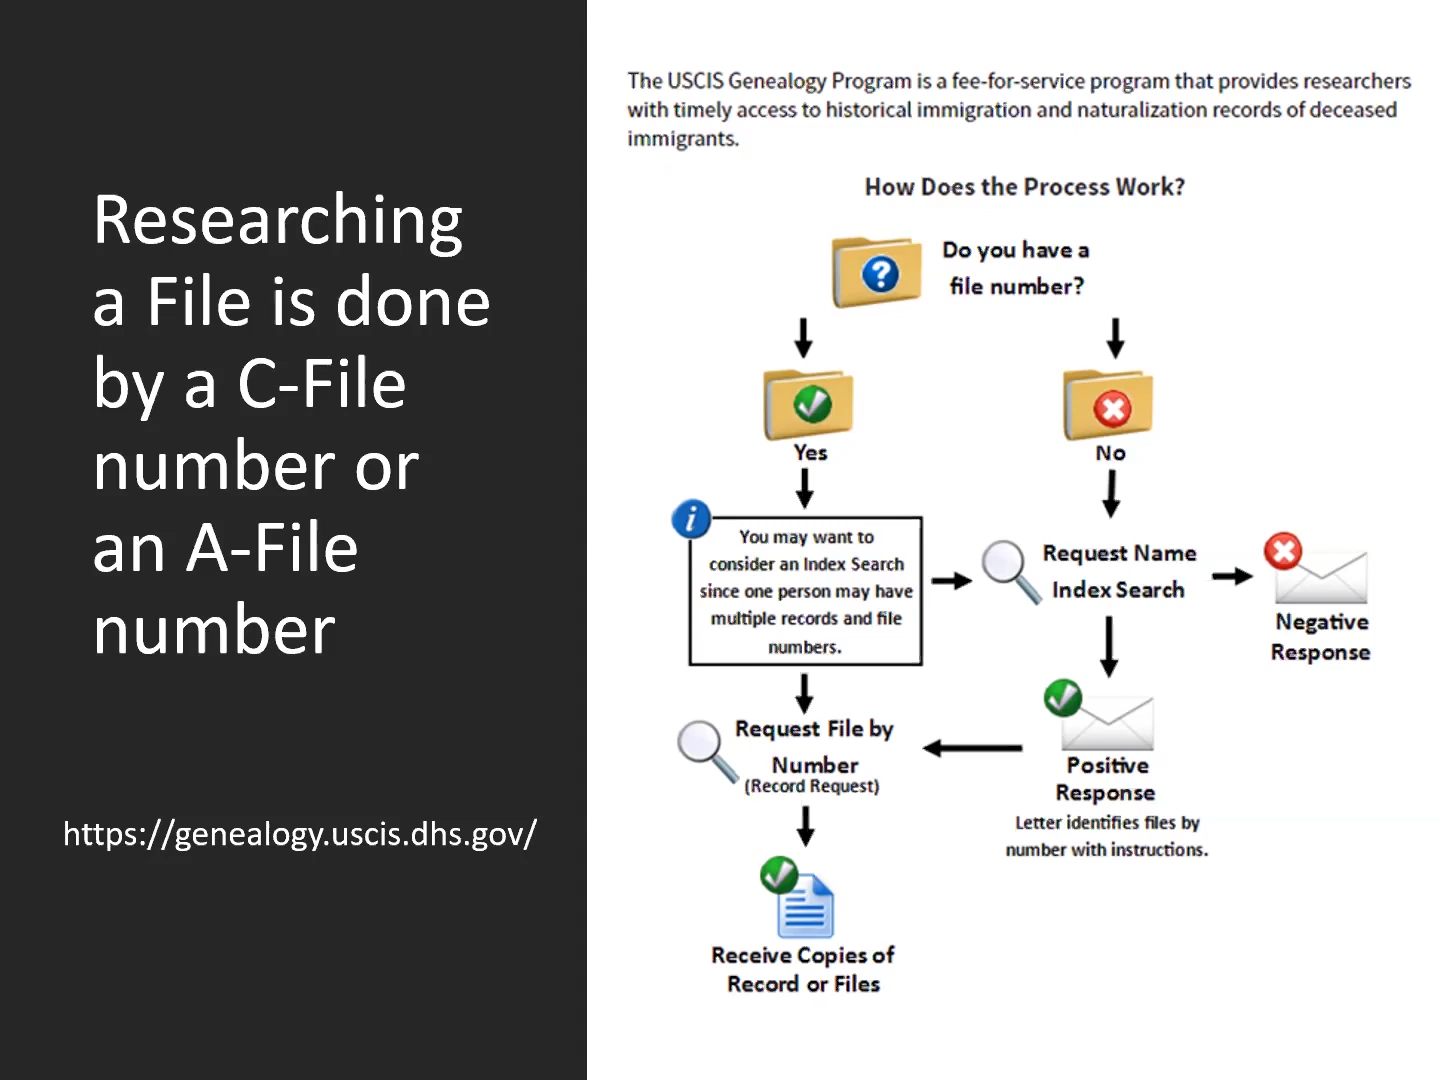 Researching
a File is done
by a C-File
number or
an A-File
number
https://genealogy.uscis.dhs.gov/
The USCIS Genealogy Program is a fee-for-service program that provides researchers
with timely access to historical immigration and naturalization records of deceased
immigrants.
How Does the Process Work?
Do you have a
file number?
Yes
No
i
You may want to
consider an Index Search
since one person may have
multiple records and file
numbers.
Request Name
Index Search
Negative
Response
Request File by
Number
(Record Request)
Positive
Response
Letter identifies files by
number with instructions.
Receive Copies of
Record or Files